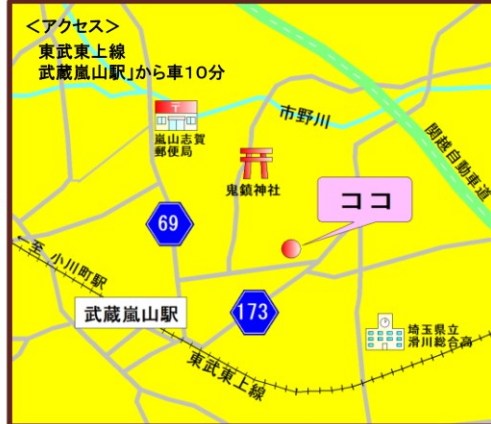 ＜アクセス＞
東武東上線
武蔵嵐山駅」から車１０分
〒
嵐山志賀
郵便局
市野川
関越自動車道
鬼鎮神社
ココ
69
←至 小川町駅
武蔵嵐山駅
173
埼玉県立
滑川総合高
東武東上線